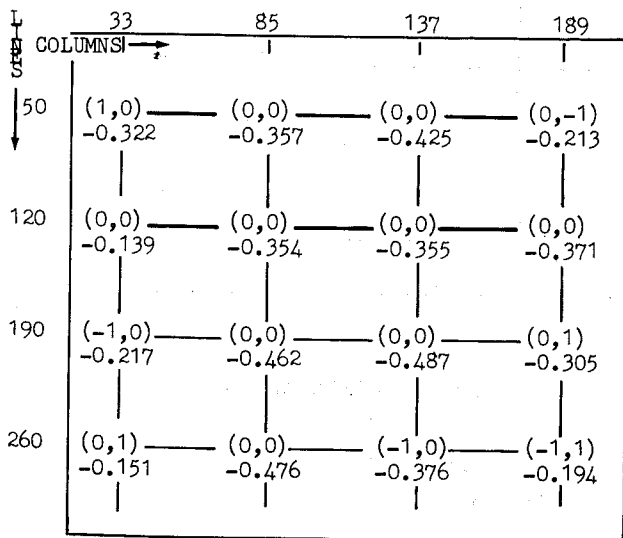 LINES
33 85 137 189
COLUMNS
50 (1,0) (0,0) (0,0) (0,-1)
-0.322 -0.357 -0.425 -0.213
120 (0,0) (0,0) (0,0) (0,0)
-0.139 -0.354 -0.355 -0.371
190 (-1,0) (0,0) (0,0) (0,1)
-0.217 -0.462 -0.487 -0.305
260 (0,1) (0,0) (-1,0) (-1,1)
-0.151 -0.476 -0.376 -0.194